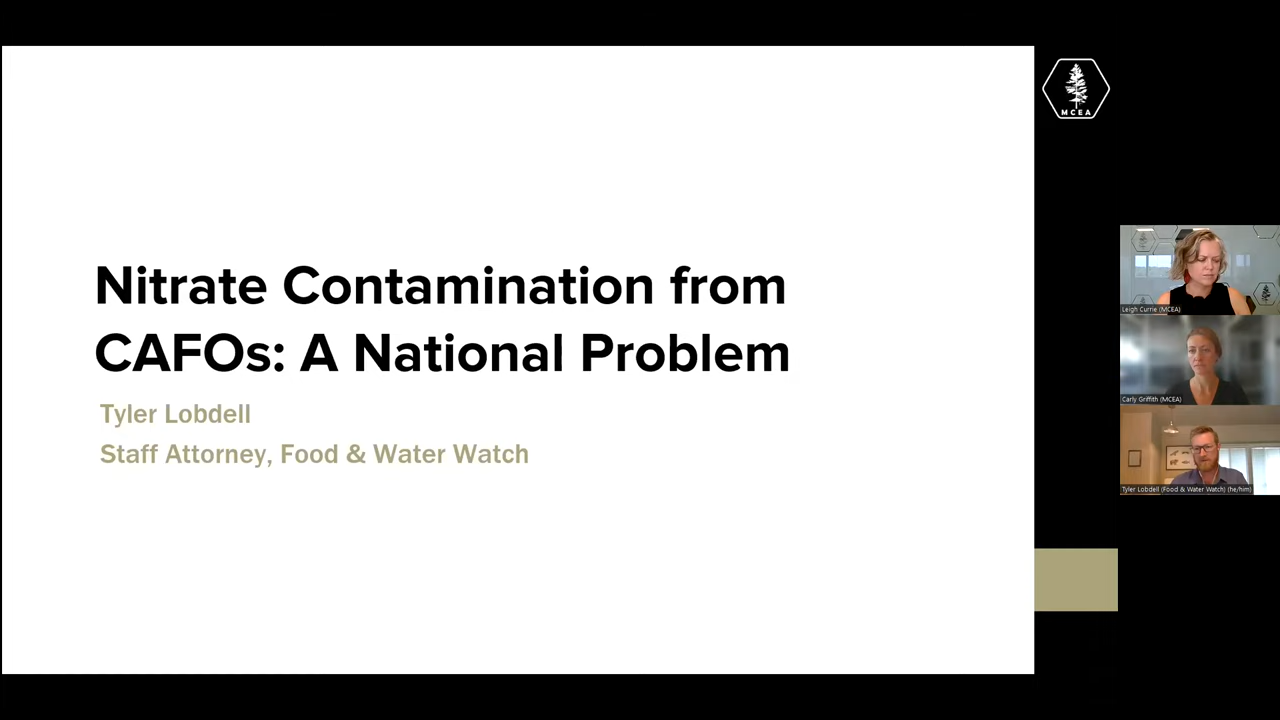 Nitrate Contamination from
CAFOs: A National Problem
Tyler Lobdell
Staff Attorney, Food & Water Watch
MCEA
Leigh Currie (MCEA)
Carly Griffith (MCEA)
Tyler Lobdell (Food & Water Watch) (he/him)